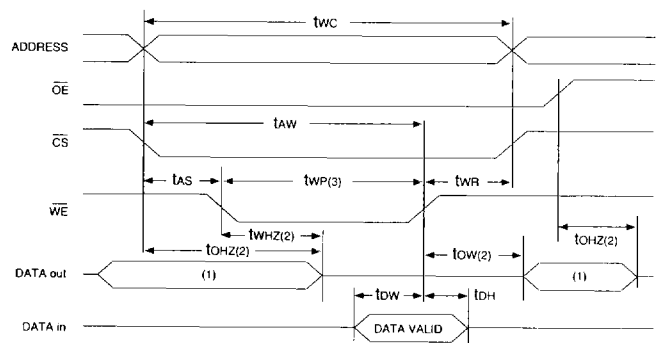 tWC
ADDRESS
OE
tAW
CS
tAS
tWP(3)
tWR
WE
tWHZ(2)
tOHZ(2)
tOHZ(2)
tOW(2)
DATA out
(1)
(1)
tDW
tDH
DATA in
DATA VALID